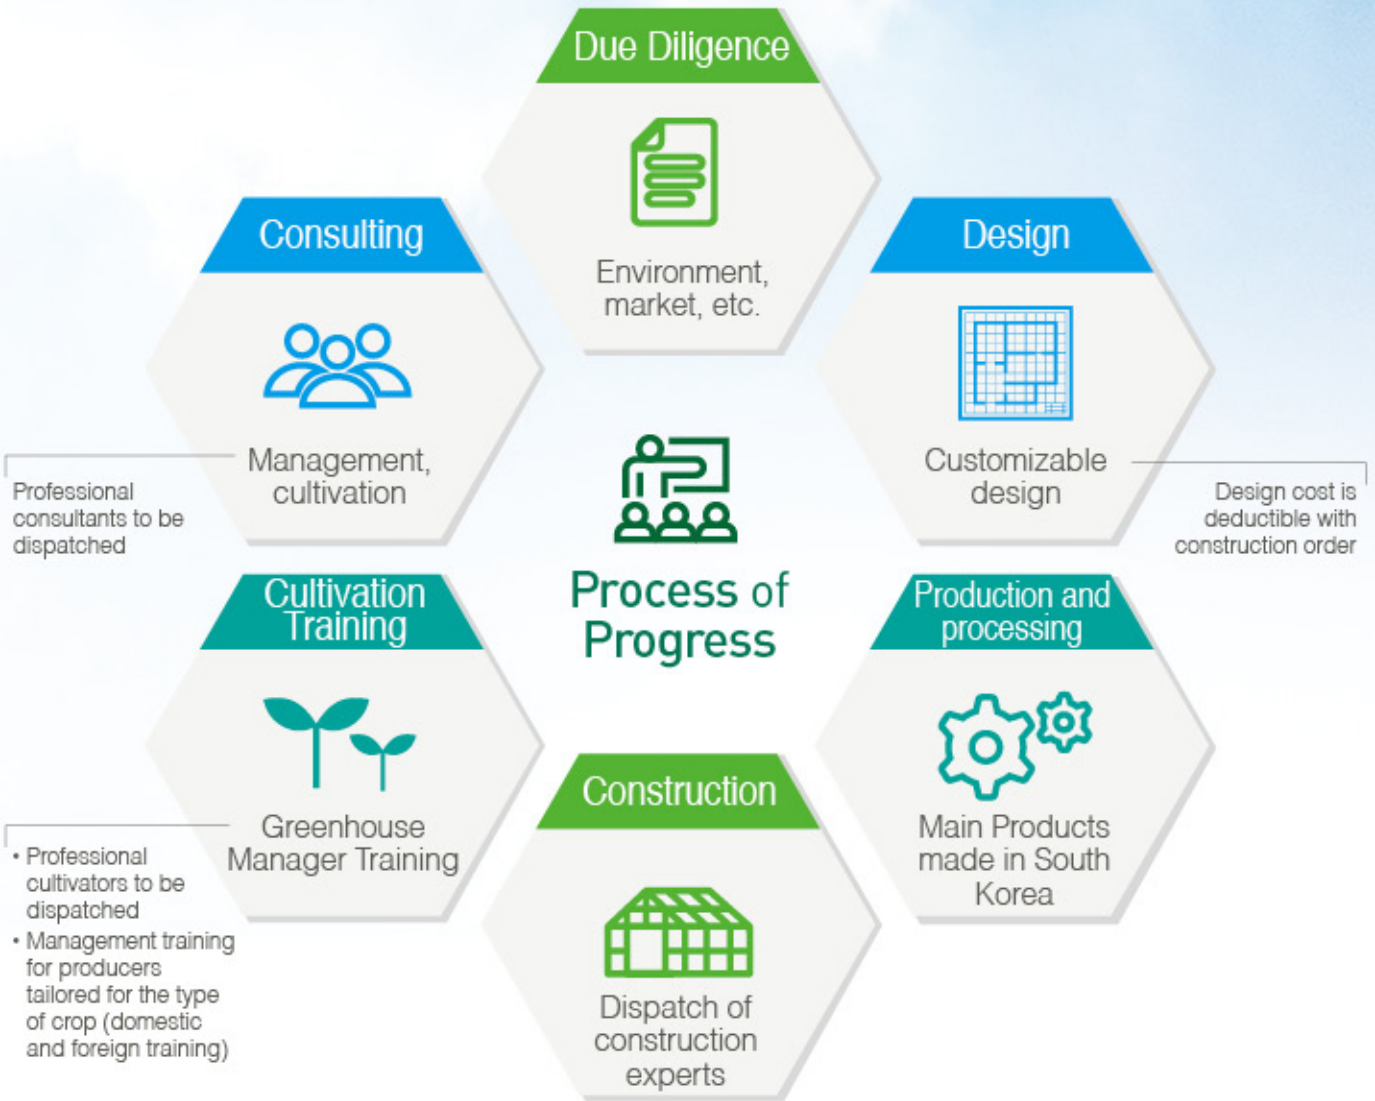 Due Diligence
Environment,
market, etc.
Design
Customizable
design
Design cost is
deductible with
construction order
Production and
processing
Main Products
made in South
Korea
Construction
Dispatch of
construction
experts
Cultivation
Training
Greenhouse
Manager Training
• Professional
cultivators to be
dispatched
• Management training
for producers
tailored for the type
of crop (domestic
and foreign training)
Consulting
Management,
cultivation
Professional
consultants to be
dispatched
Process of
Progress